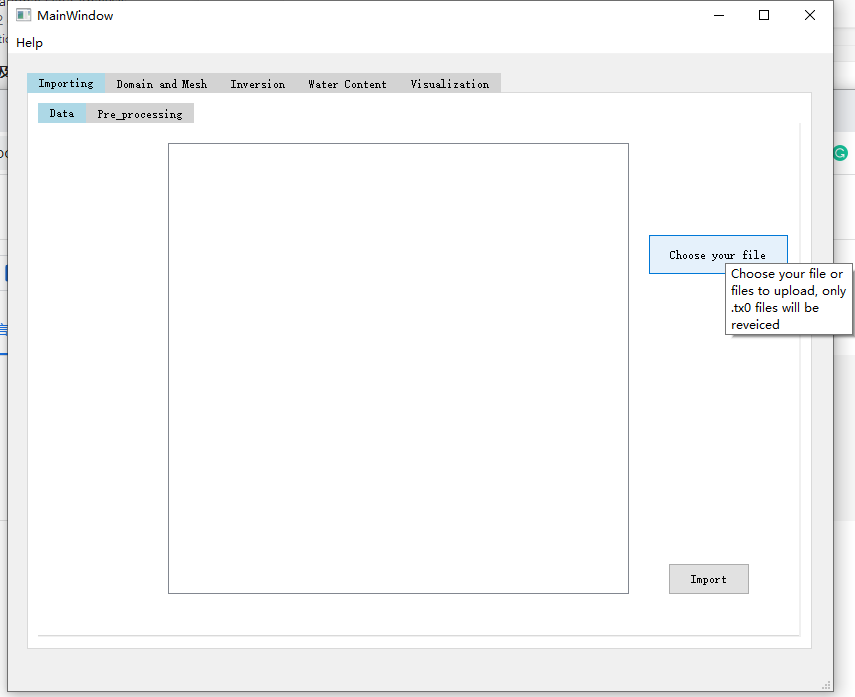 MainWindow
Help
Importing Domain and Mesh Inversion Water Content Visualization
Data Pre_processing
Choose your file
Choose your file or
files to upload, only
.tx0 files will be
reveiced
Import